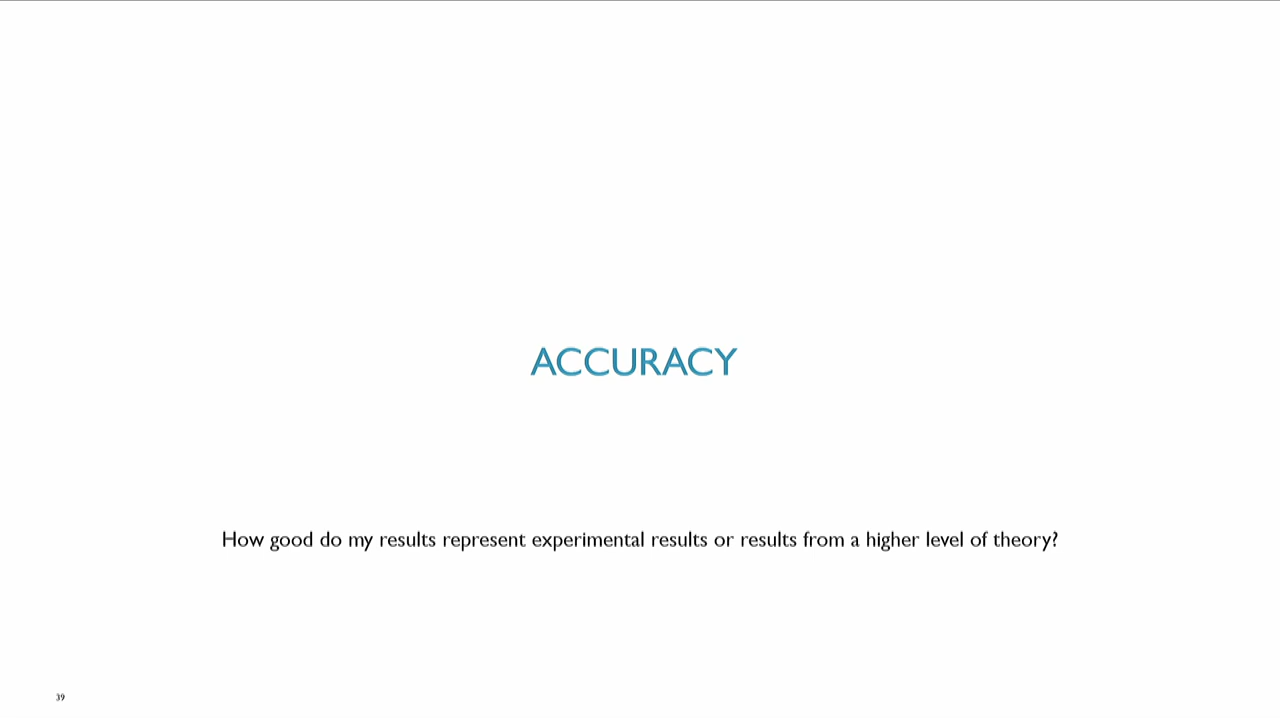 ACCURACY
How good do my results represent experimental results or results from a higher level of theory?
39